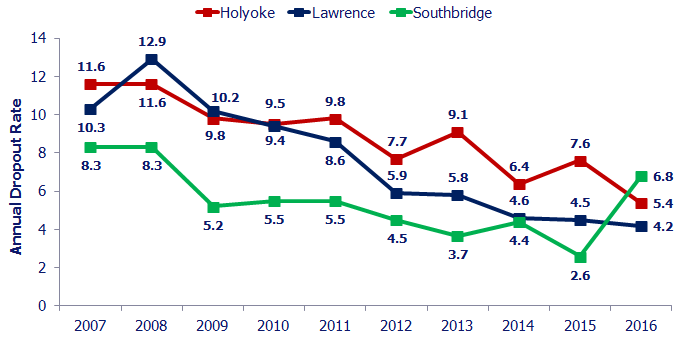 Holyoke Lawrence Southbridge
Annual Dropout Rate
14
12
10
8
6
4
2
0
11.6 11.6 9.8 9.5 9.8 7.7 9.1 6.4 7.6 5.4
10.3 12.9 10.2 9.4 8.6 5.9 5.8 4.6 4.5 4.2
8.3 8.3 5.2 5.5 5.5 4.5 3.7 4.4 2.6 6.8
2007 2008 2009 2010 2011 2012 2013 2014 2015 2016